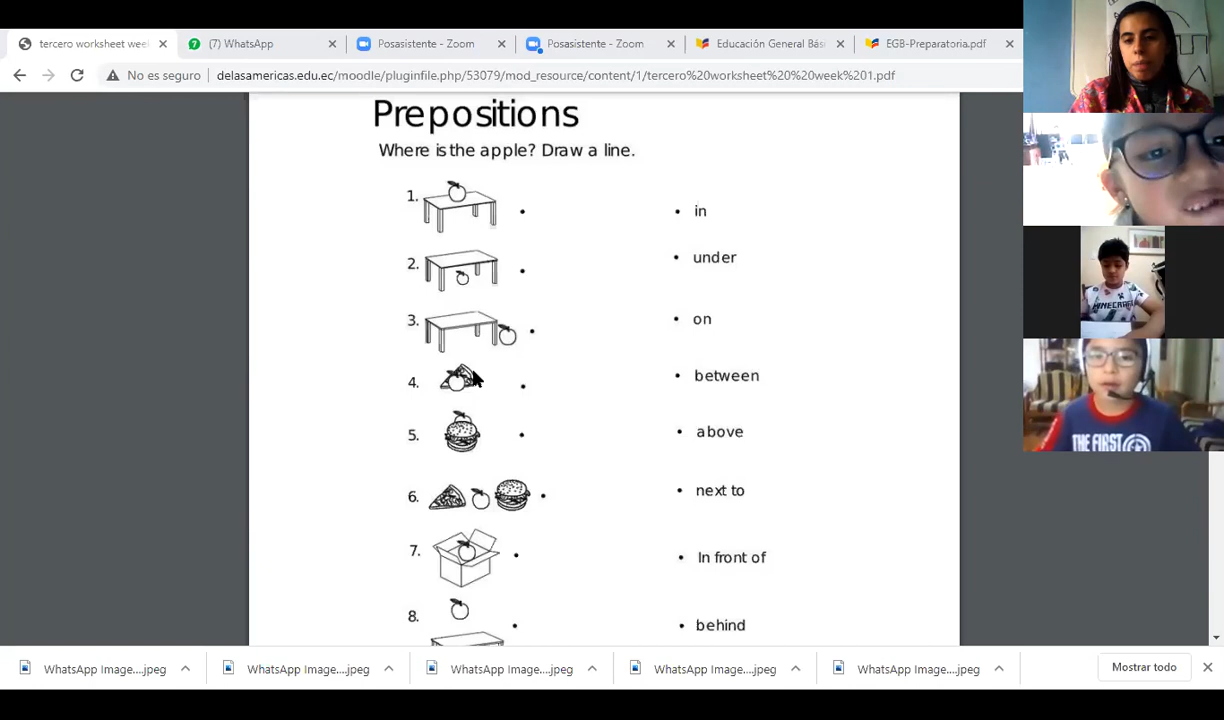 tercero worksheet wee
(7) WhatsApp
Posasistente - Zoom
Posasistente - Zoom
Educación General Bási
EGB-Preparatoria.pdf
No es seguro
delasamericas.edu.ec/moodle/pluginfile.php/53079/mod_resource/content/1/tercero%20worksheet%20%20week%201.pdf
Prepositions
Where is the apple? Draw a line.
1. • • in
2. • • under
3. • • on
4. • • between
5. • • above
6. • • next to
7. • • In front of
8. • • behind
MINECRAFT
THE FIRST
WhatsApp Image....jpeg
WhatsApp Image....jpeg
WhatsApp Image....jpeg
WhatsApp Image....jpeg
WhatsApp Image....jpeg
Mostrar todo